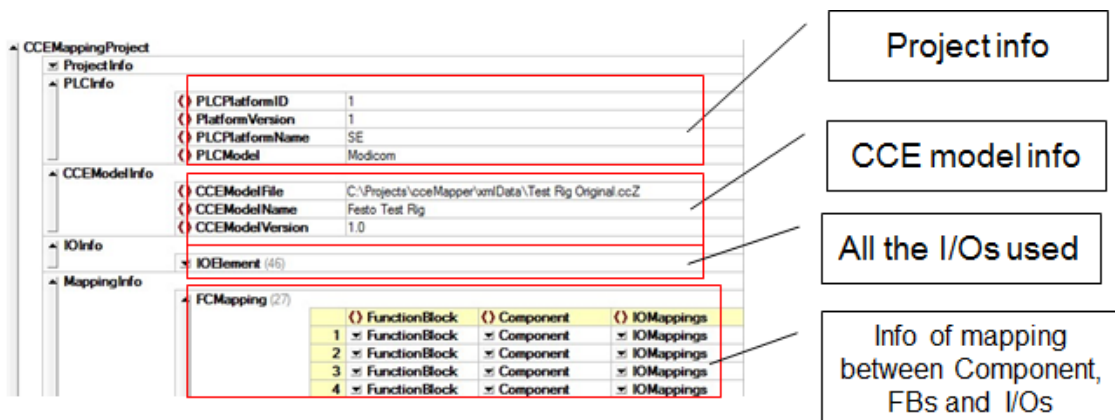 CCEMappingProject
ProjectInfo
PLCInfo
PLCPlatformID 1
PlatformVersion 1
PLCPlatformName SE
PLCModel Modicom
CCEModelInfo
CCEModelFile C:\Projects\cceMapper\xmlData\Test Rig Original.ccZ
CCEModelName Festo Test Rig
CCEModelVersion 1.0
IOInfo
IOElement (46)
MappingInfo
FCMapping (27)
FunctionBlock Component IOMappings
1 FunctionBlock Component IOMappings
2 FunctionBlock Component IOMappings
3 FunctionBlock Component IOMappings
4 FunctionBlock Component IOMappings
Project info
CCE model info
All the I/Os used
Info of mapping
between Component,
FBs and I/Os